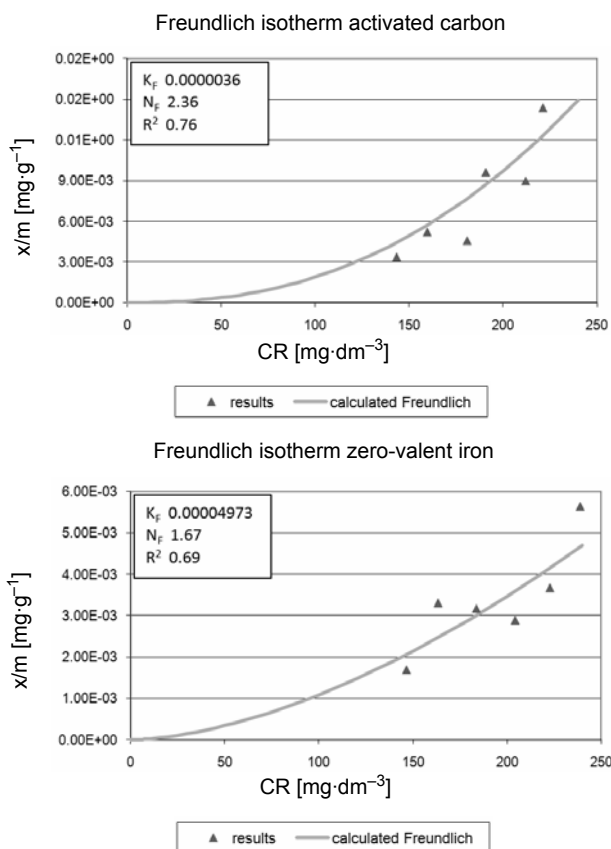 Freundlich isotherm activated carbon
0.02E+00
0.02E+00
0.01E+00
9.00E-03
6.00E-03
3.00E-03
0.00E+00
x/m [mg·g⁻¹]
K_F 0.0000036
N_F 2.36
R² 0.76
0 50 100 150 200 250
CR [mg·dm⁻³]
results calculated Freundlich
Freundlich isotherm zero-valent iron
6.00E-03
5.00E-03
4.00E-03
3.00E-03
2.00E-03
1.00E-03
0.00E+00
x/m [mg·g⁻¹]
K_F 0.00004973
N_F 1.67
R² 0.69
0 50 100 150 200 250
CR [mg·dm⁻³]
results calculated Freundlich